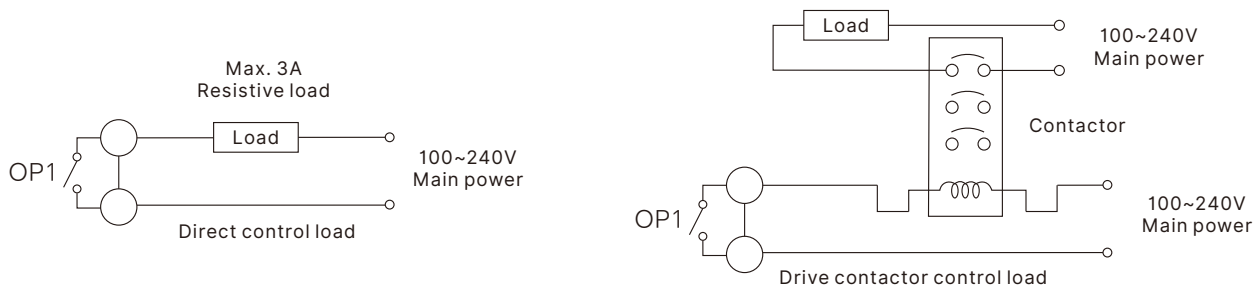 Max. 3A
Resistive load
Load
OP1
100~240V
Main power
Direct control load
Load
100~240V
Main power
Contactor
OP1
100~240V
Main power
Drive contactor control load